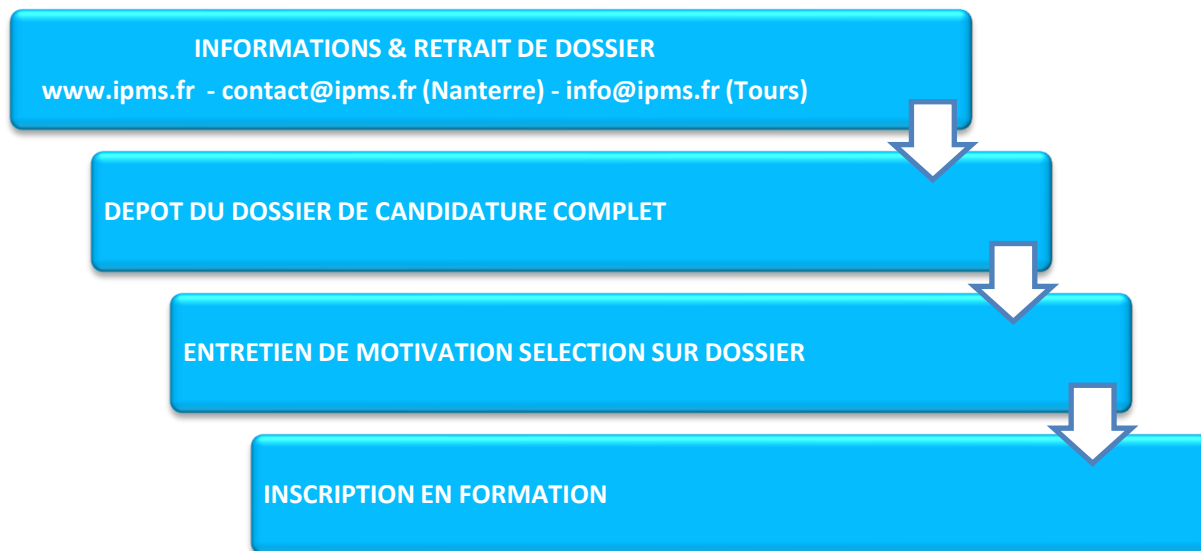 INFORMATIONS & RETRAIT DE DOSSIER
www.ipms.fr - contact@ipms.fr (Nanterre) - info@ipms.fr (Tours)
DEPOT DU DOSSIER DE CANDIDATURE COMPLET
ENTRETIEN DE MOTIVATION SELECTION SUR DOSSIER
INSCRIPTION EN FORMATION